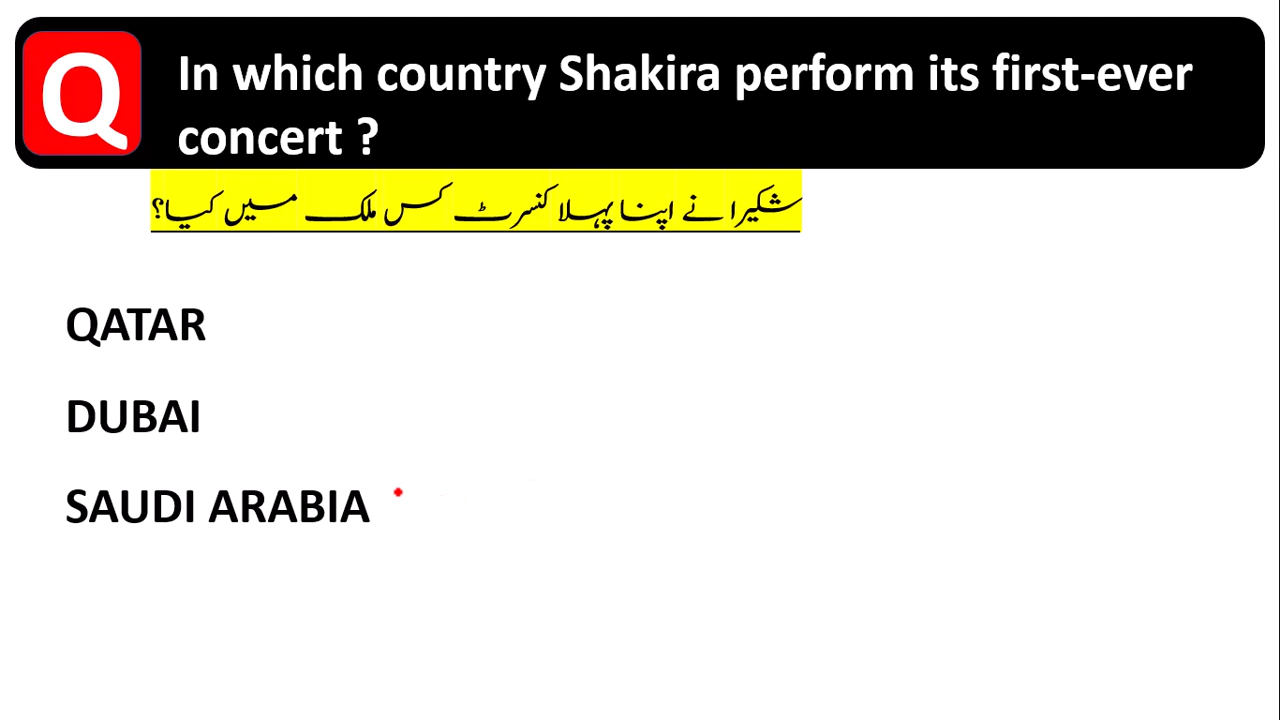 Q
In which country Shakira perform its first-ever
concert ?
شکیرا نے اپنا پہلا کنسرٹ کس ملک میں کیا؟
QATAR
DUBAI
SAUDI ARABIA